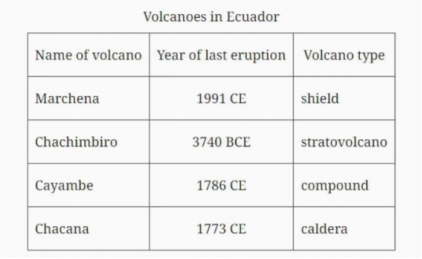 Volcanoes in Ecuador
Name of volcano Year of last eruption Volcano type
Marchena 1991 CE shield
Chachimbiro 3740 BCE stratovolcano
Cayambe 1786 CE compound
Chacana 1773 CE caldera